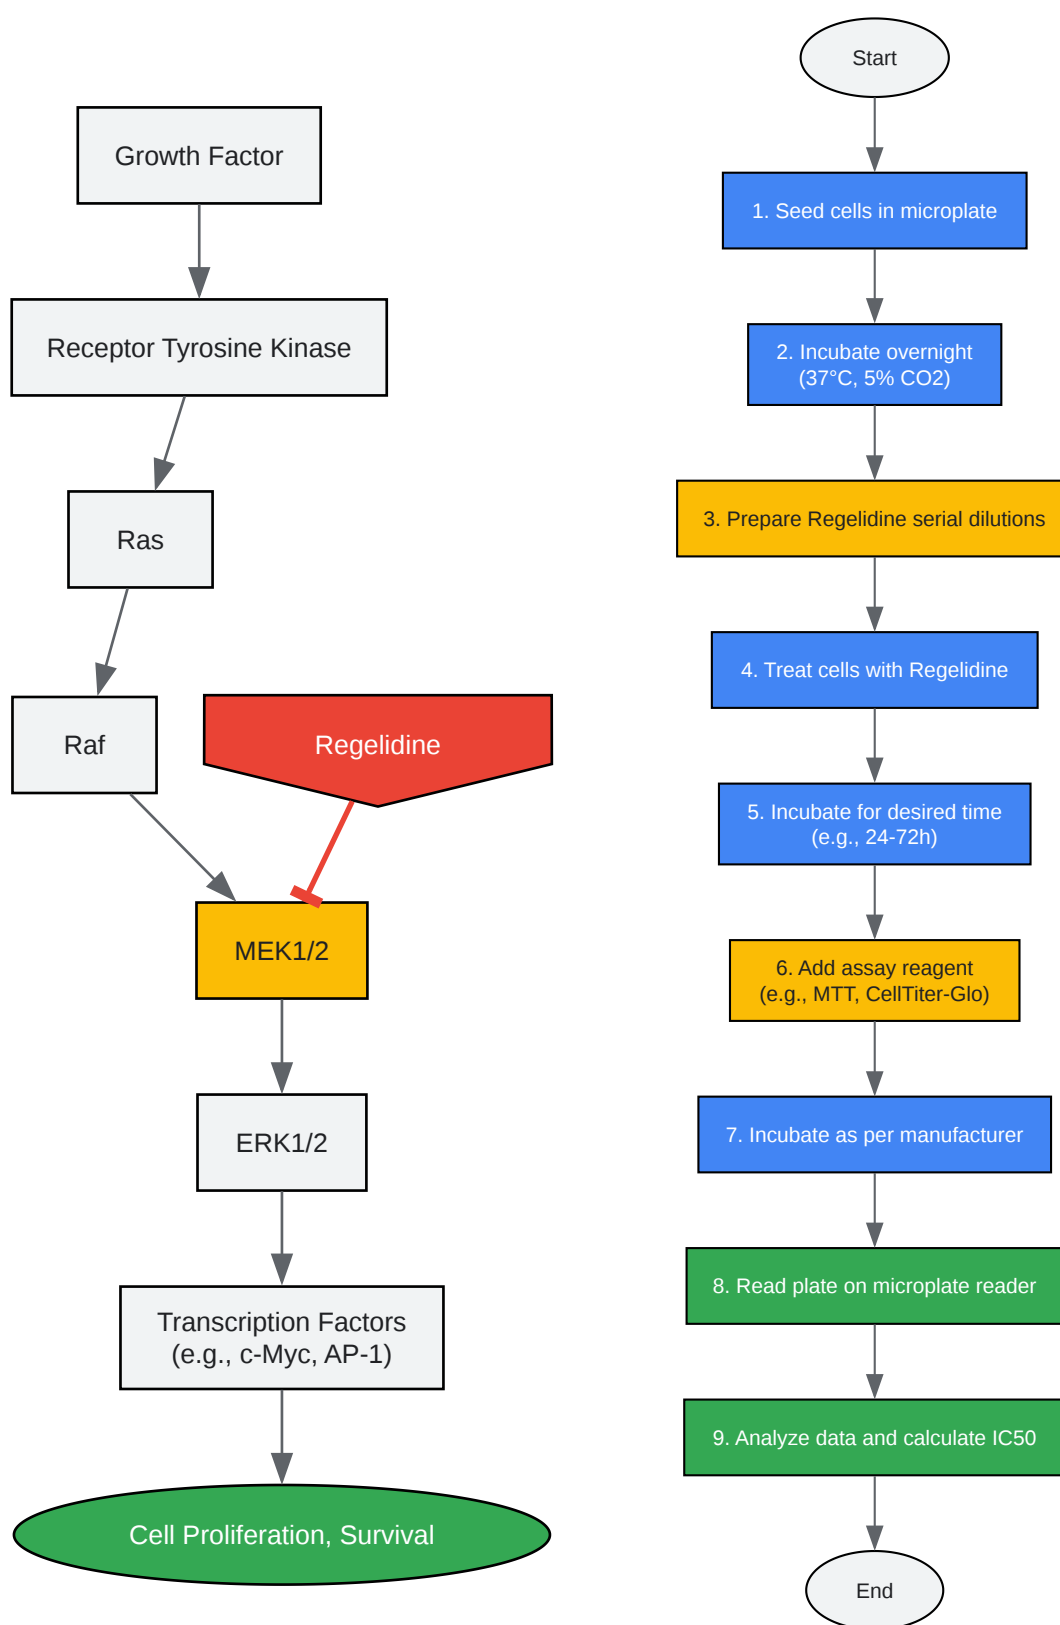 Growth Factor
Receptor Tyrosine Kinase
Ras
Raf
Regelidine
MEK1/2
ERK1/2
Transcription Factors
(e.g., c-Myc, AP-1)
Cell Proliferation, Survival
Start
1. Seed cells in microplate
2. Incubate overnight
(37°C, 5% CO2)
3. Prepare Regelidine serial dilutions
4. Treat cells with Regelidine
5. Incubate for desired time
(e.g., 24-72h)
6. Add assay reagent
(e.g., MTT, CellTiter-Glo)
7. Incubate as per manufacturer
8. Read plate on microplate reader
9. Analyze data and calculate IC50
End